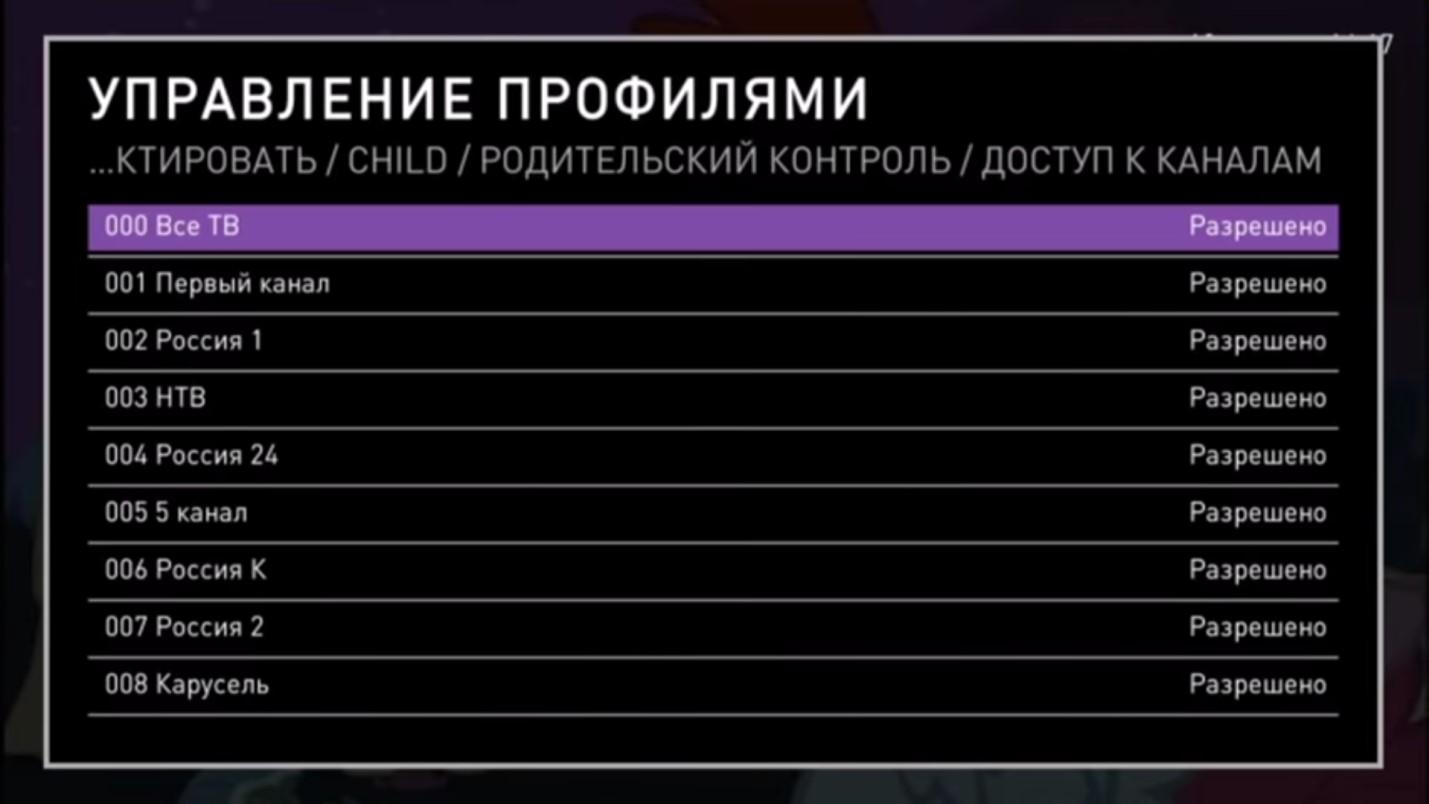 УПРАВЛЕНИЕ ПРОФИЛЯМИ
...КТИРОВАТЬ / CHILD / РОДИТЕЛЬСКИЙ КОНТРОЛЬ / ДОСТУП К КАНАЛАМ
000 Все ТВ Разрешено
001 Первый канал Разрешено
002 Россия 1 Разрешено
003 НТВ Разрешено
004 Россия 24 Разрешено
005 5 канал Разрешено
006 Россия К Разрешено
007 Россия 2 Разрешено
008 Карусель Разрешено